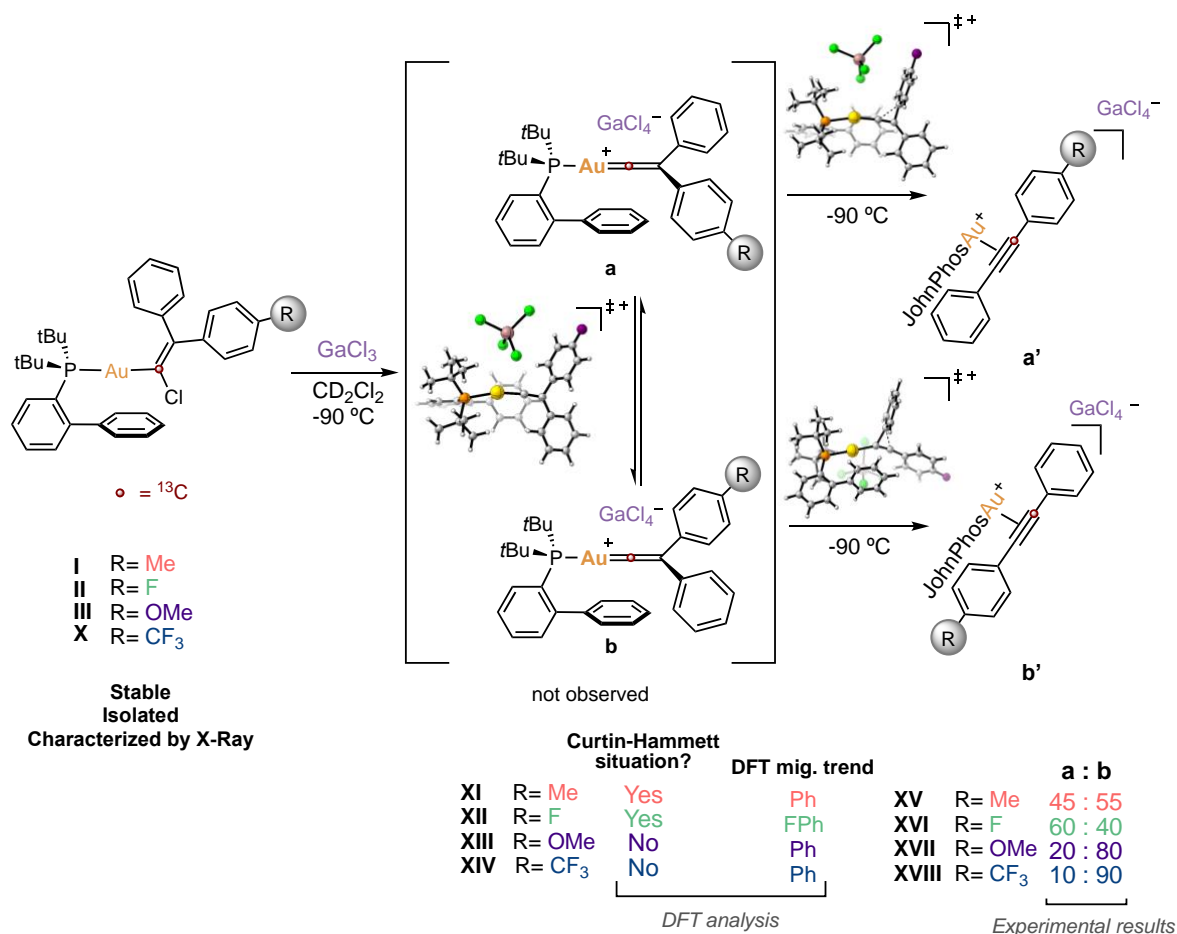 tBu
tBu
P
Au
Cl
R
= ¹³C
I R= Me
II R= F
III R= OMe
X R= CF₃
Stable
Isolated
Characterized by X-Ray
GaCl₃
CD₂Cl₂
-90 ºC
GaCl₄⁻
tBu
tBu
P
Au
+
R
a
‡+
GaCl₄⁻
R
tBu
tBu
P
Au
+
b
not observed
‡+
-90 ºC
GaCl₄⁻
R
JohnPhosAu⁺
a’
‡+
-90 ºC
GaCl₄⁻
JohnPhosAu⁺
R
b’
Curtin-Hammett
situation?
DFT mig. trend
XI R= Me Yes Ph
XII R= F Yes FPh
XIII R= OMe No Ph
XIV R= CF₃ No Ph
DFT analysis
a : b
XV R= Me 45 : 55
XVI R= F 60 : 40
XVII R= OMe 20 : 80
XVIII R= CF₃ 10 : 90
Experimental results